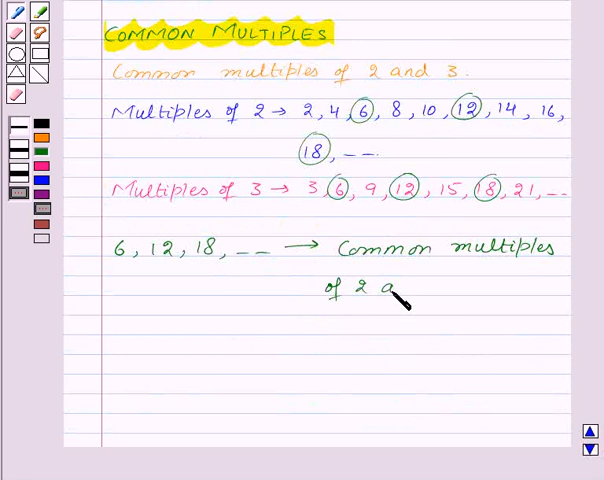 COMMON MULTIPLES
Common multiples of 2 and 3.
Multiples of 2 → 2, 4, 6, 8, 10, 12, 14, 16,
18, -- 
Multiples of 3 → 3, 6, 9, 12, 15, 18, 21, --
6, 12, 18, -- → Common multiples
of 2 a